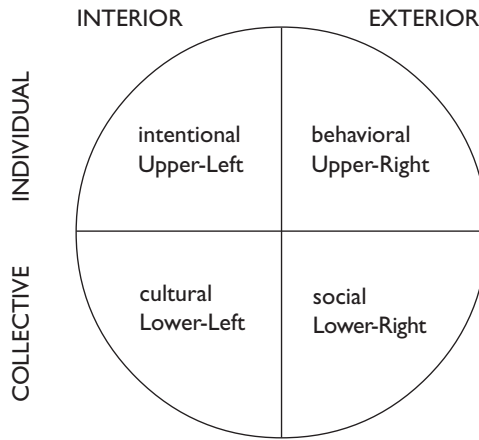 INTERIOR
EXTERIOR
INDIVIDUAL
intentional
Upper-Left
behavioral
Upper-Right
COLLECTIVE
cultural
Lower-Left
social
Lower-Right